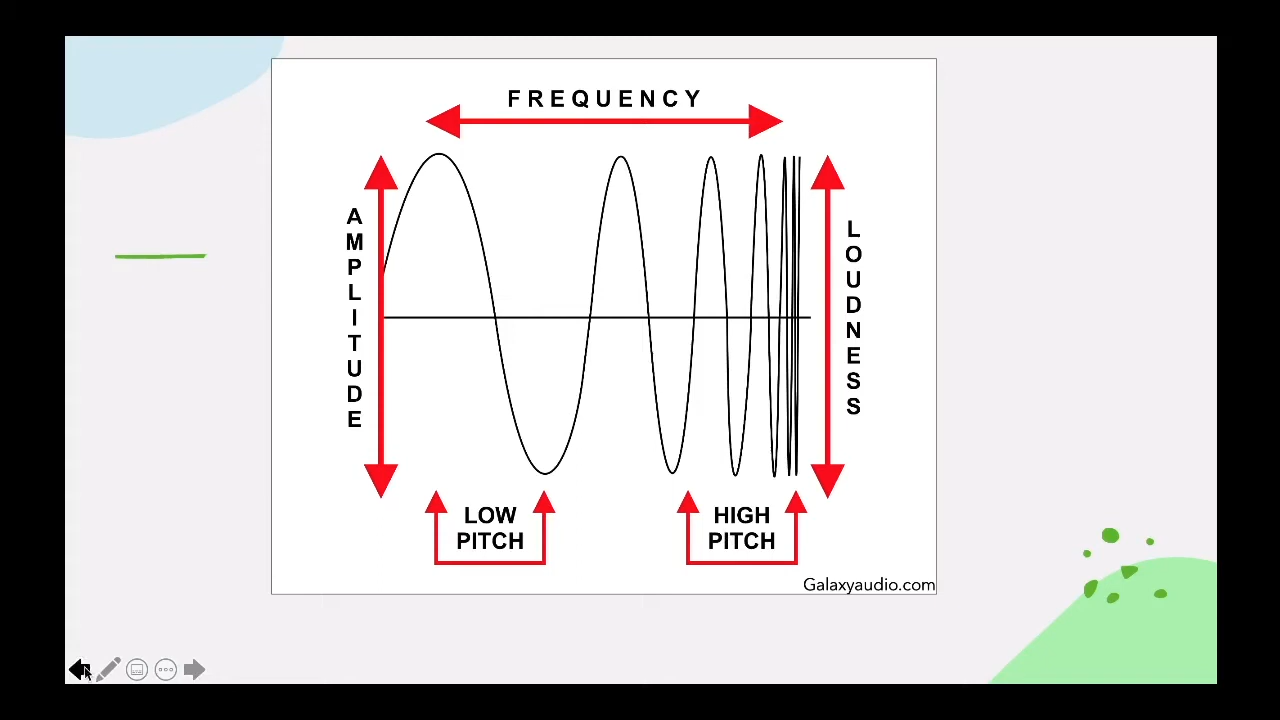 FREQUENCY
AMPLITUDE
LOUDNESS
LOW
PITCH
HIGH
PITCH
Galaxyaudio.com